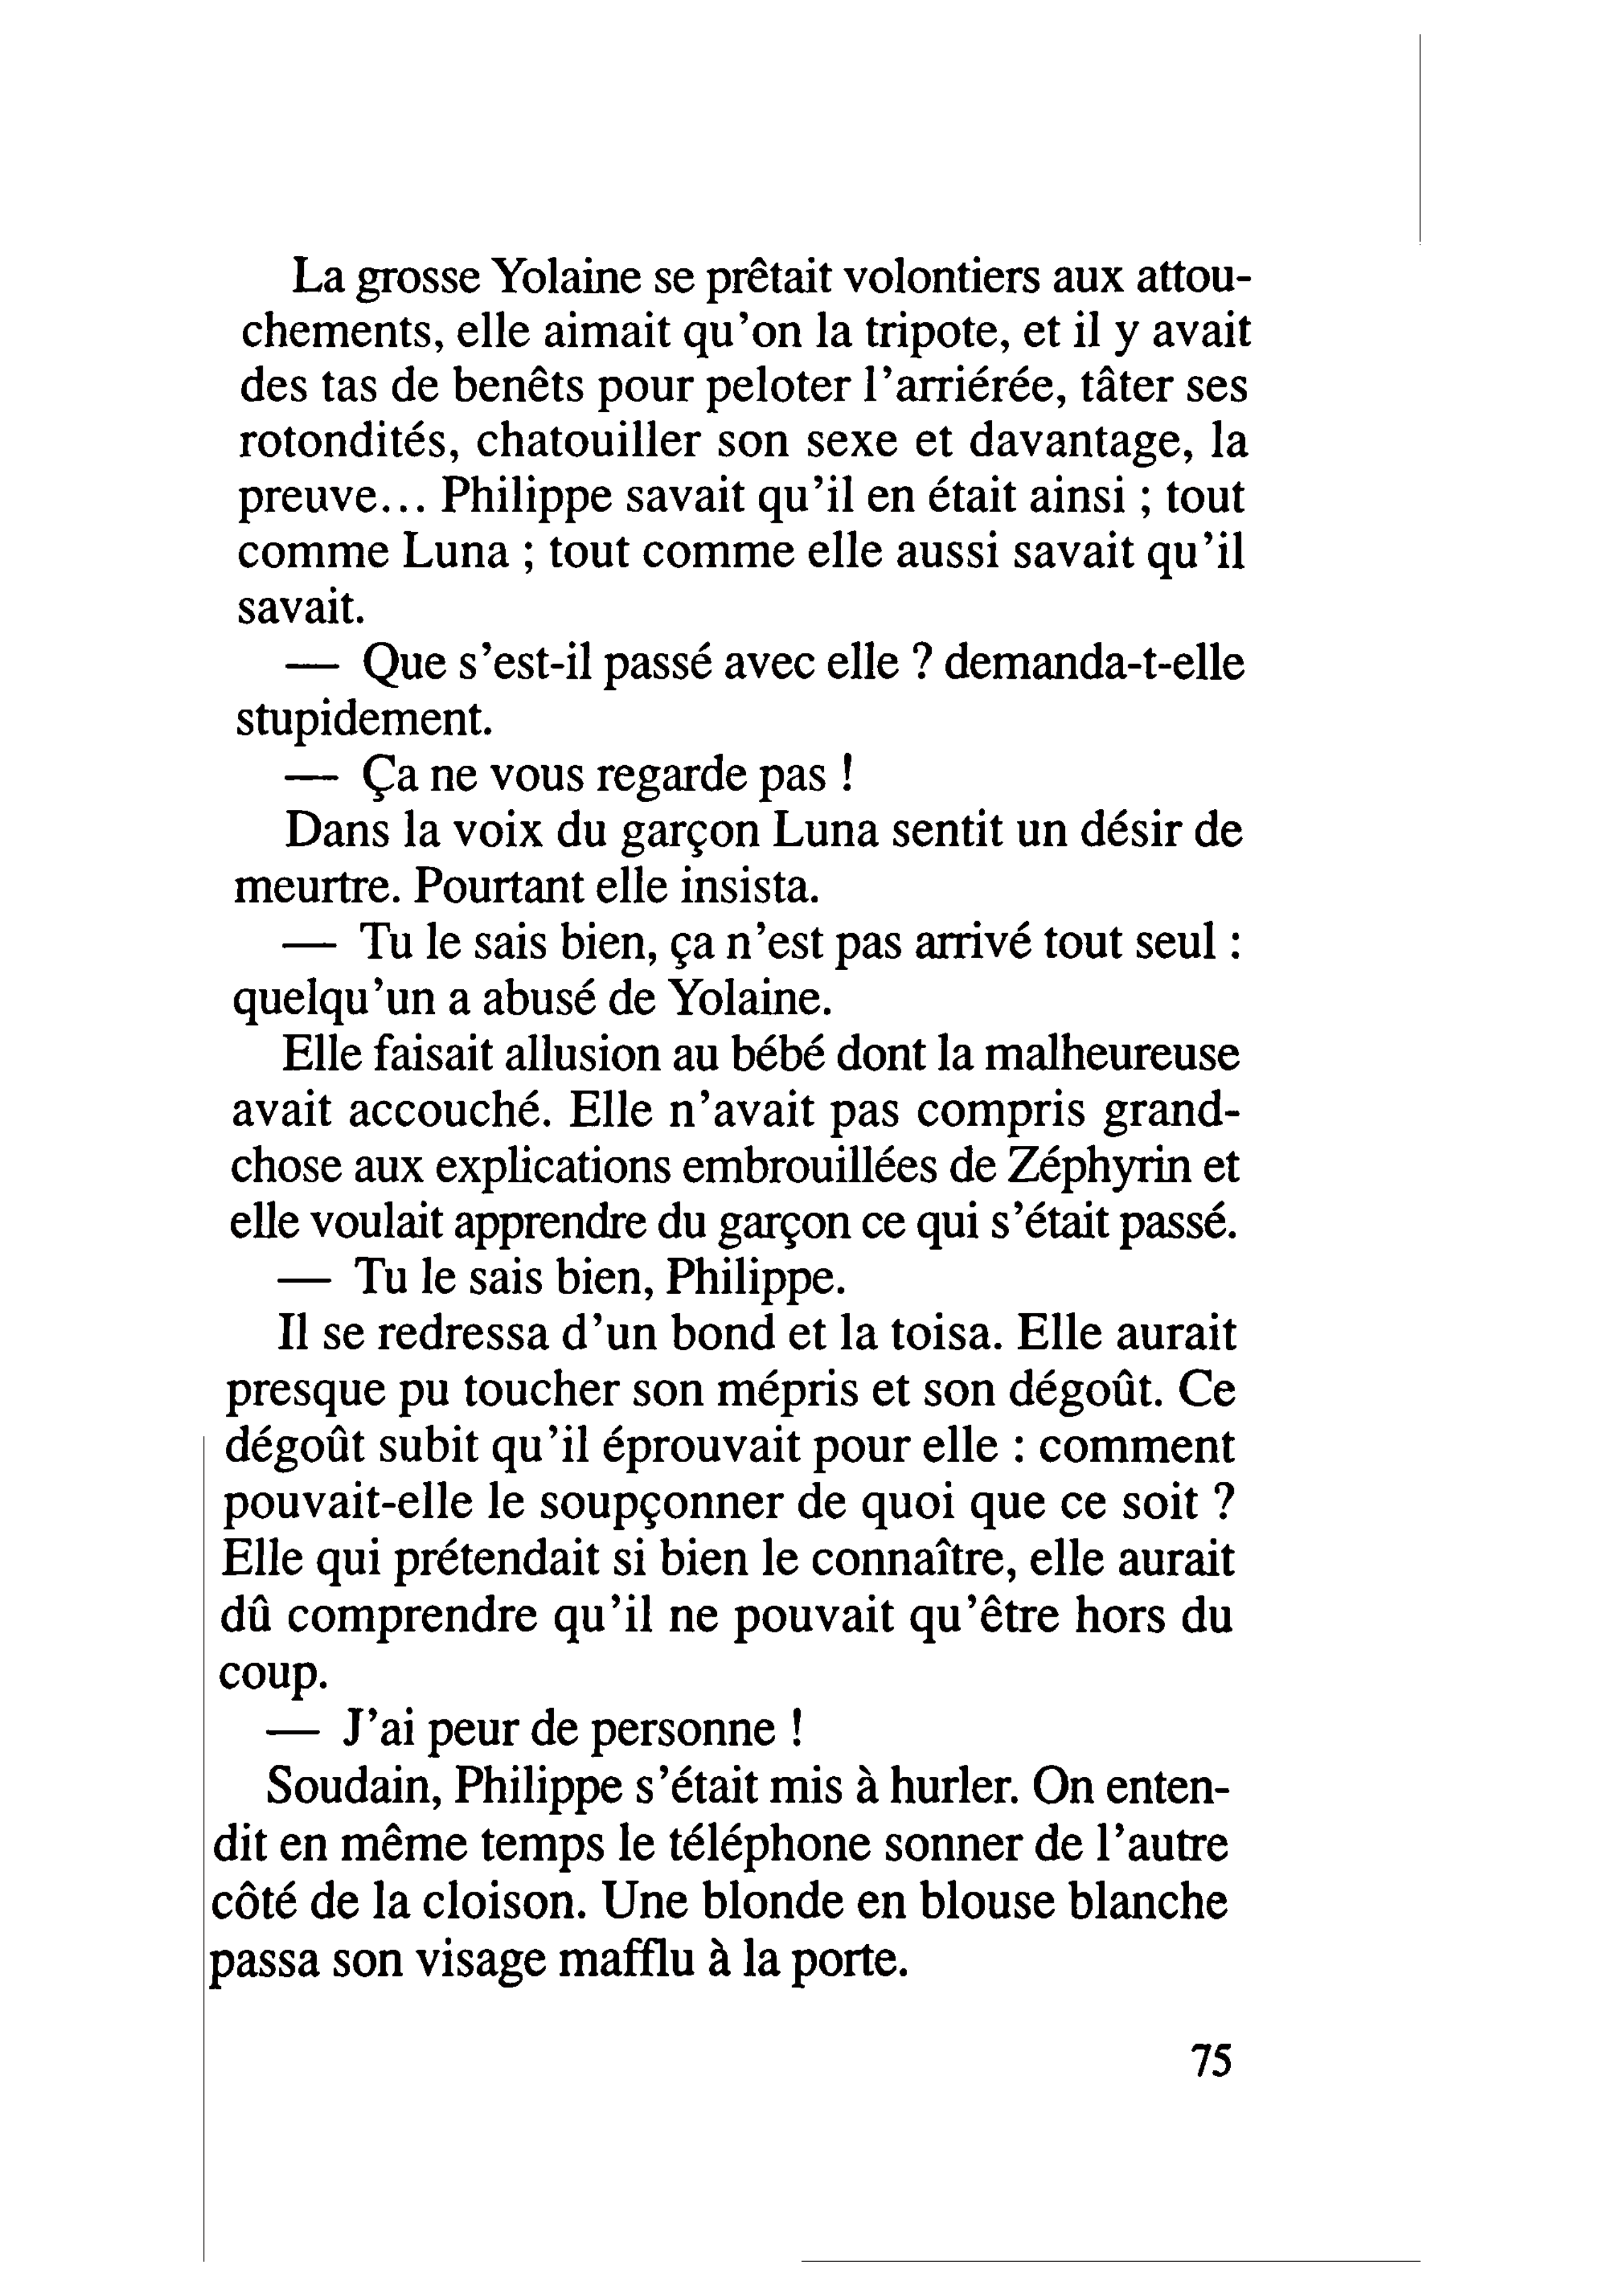 La grosse Yolaine se prêtait volontiers aux attou-
chements, elle aimait qu'on la tripote, et il y avait
des tas de benêts pour peloter l'arriérée, tâter ses
rotondités, chatouiller son sexe et davantage, la
preuve... Philippe savait qu'il en était ainsi ; tout
comme Luna ; tout comme elle aussi savait qu'il
savait.
— Que s'est-il passé avec elle ? demanda-t-elle
stupidement.
— Ça ne vous regarde pas !
Dans la voix du garçon Luna sentit un désir de
meurtre. Pourtant elle insista.
— Tu le sais bien, ça n'est pas arrivé tout seul :
quelqu'un a abusé de Yolaine.
Elle faisait allusion au bébé dont la malheureuse
avait accouché. Elle n'avait pas compris grand-
chose aux explications embrouillées de Zéphyrin et
elle voulait apprendre du garçon ce qui s'était passé.
— Tu le sais bien, Philippe.
Il se redressa d'un bond et la toisa. Elle aurait
presque pu toucher son mépris et son dégoût. Ce
dégoût subit qu'il éprouvait pour elle : comment
pouvait-elle le soupçonner de quoi que ce soit ?
Elle qui prétendait si bien le connaître, elle aurait
dû comprendre qu'il ne pouvait qu'être hors du
coup.
— J'ai peur de personne !
Soudain, Philippe s'était mis à hurler. On enten-
dit en même temps le téléphone sonner de l'autre
côté de la cloison. Une blonde en blouse blanche
passa son visage mafflu à la porte.
75